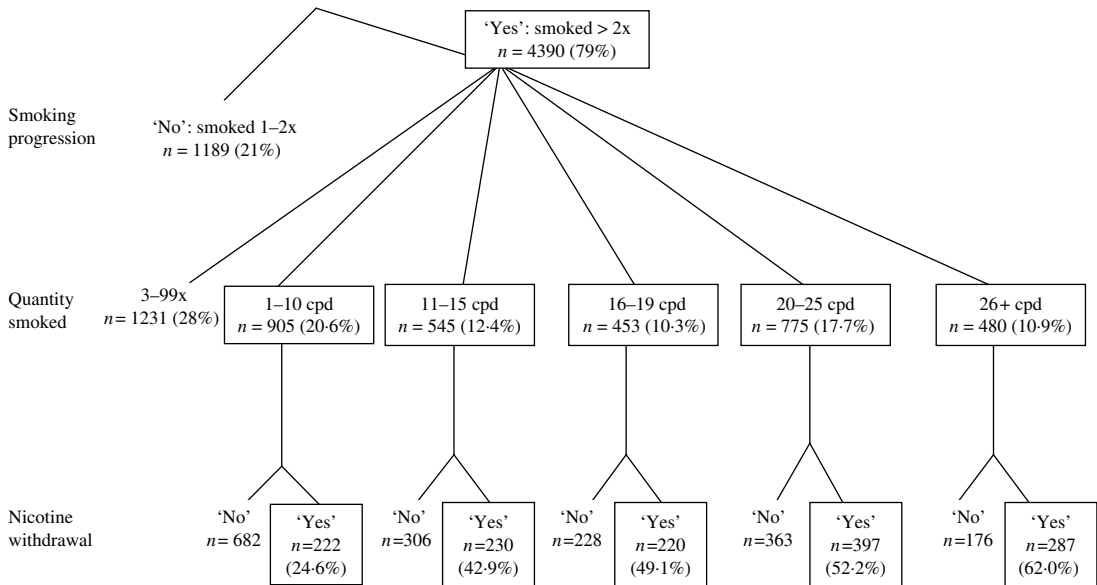 ‘Yes’: smoked > 2x
n = 4390 (79%)
Smoking
progression
‘No’: smoked 1–2x
n = 1189 (21%)
Quantity
smoked
3–99x
n = 1231 (28%)
1–10 cpd
n = 905 (20·6%)
11–15 cpd
n = 545 (12·4%)
16–19 cpd
n = 453 (10·3%)
20–25 cpd
n = 775 (17·7%)
26+ cpd
n = 480 (10·9%)
Nicotine
withdrawal
‘No’
n= 682
‘Yes’
n=222
(24·6%)
‘No’
n=306
‘Yes’
n=230
(42·9%)
‘No’
n=228
‘Yes’
n=220
(49·1%)
‘No’
n=363
‘Yes’
n=397
(52·2%)
‘No’
n=176
‘Yes’
n=287
(62·0%)